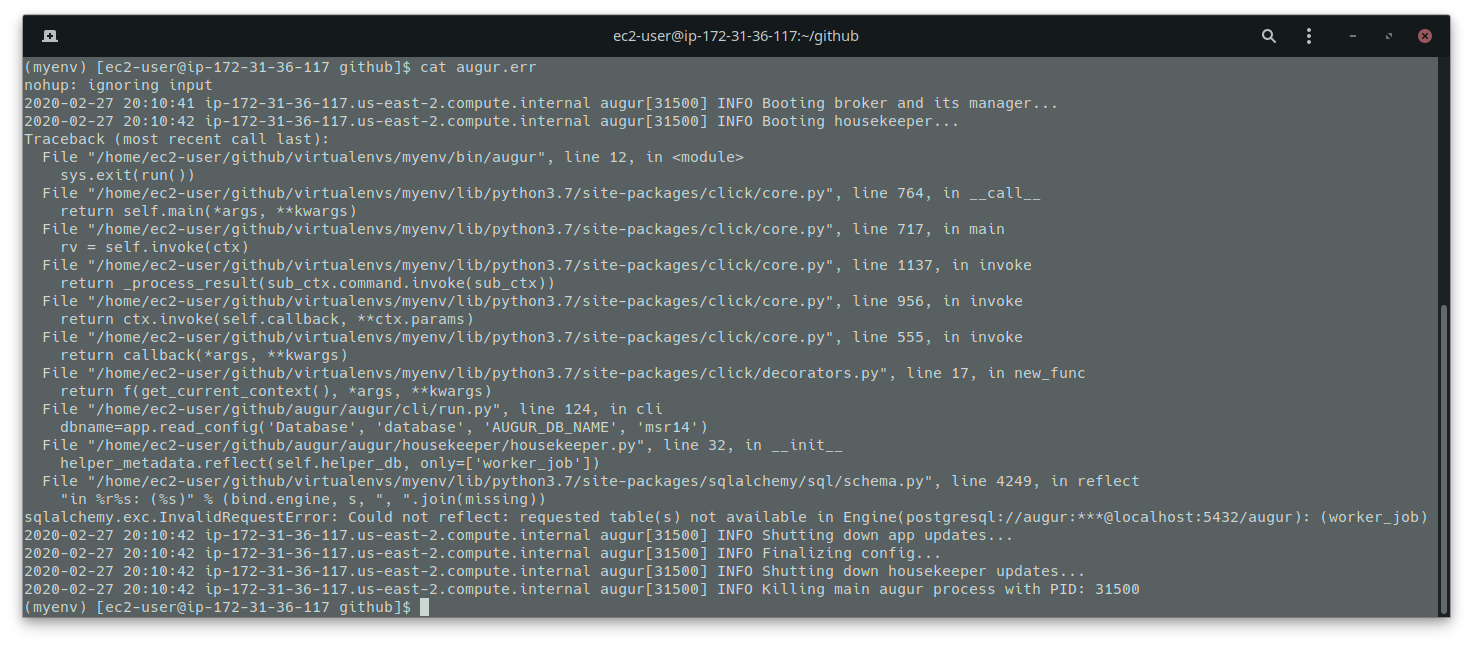 ec2-user@ip-172-31-36-117:~/github
(myenv) [ec2-user@ip-172-31-36-117 github]$ cat augur.err
nohup: ignoring input
2020-02-27 20:10:41 ip-172-31-36-117.us-east-2.compute.internal augur[31500] INFO Booting broker and its manager...
2020-02-27 20:10:42 ip-172-31-36-117.us-east-2.compute.internal augur[31500] INFO Booting housekeeper...
Traceback (most recent call last):
  File "/home/ec2-user/github/virtualenvs/myenv/bin/augur", line 12, in <module>
    sys.exit(run())
  File "/home/ec2-user/github/virtualenvs/myenv/lib/python3.7/site-packages/click/core.py", line 764, in __call__
    return self.main(*args, **kwargs)
  File "/home/ec2-user/github/virtualenvs/myenv/lib/python3.7/site-packages/click/core.py", line 717, in main
    rv = self.invoke(ctx)
  File "/home/ec2-user/github/virtualenvs/myenv/lib/python3.7/site-packages/click/core.py", line 1137, in invoke
    return _process_result(sub_ctx.command.invoke(sub_ctx))
  File "/home/ec2-user/github/virtualenvs/myenv/lib/python3.7/site-packages/click/core.py", line 956, in invoke
    return ctx.invoke(self.callback, **ctx.params)
  File "/home/ec2-user/github/virtualenvs/myenv/lib/python3.7/site-packages/click/core.py", line 555, in invoke
    return callback(*args, **kwargs)
  File "/home/ec2-user/github/virtualenvs/myenv/lib/python3.7/site-packages/click/decorators.py", line 17, in new_func
    return f(get_current_context(), *args, **kwargs)
  File "/home/ec2-user/github/augur/augur/cli/run.py", line 124, in cli
    dbname=app.read_config('Database', 'database', 'AUGUR_DB_NAME', 'msr14')
  File "/home/ec2-user/github/augur/augur/housekeeper/housekeeper.py", line 32, in __init__
    helper_metadata.reflect(self.helper_db, only=['worker_job'])
  File "/home/ec2-user/github/virtualenvs/myenv/lib/python3.7/site-packages/sqlalchemy/sql/schema.py", line 4249, in reflect
    "in %r%s: (%s)" % (bind.engine, s, ", ".join(missing))
sqlalchemy.exc.InvalidRequestError: Could not reflect: requested table(s) not available in Engine(postgresql://augur:***@localhost:5432/augur): (worker_job)
2020-02-27 20:10:42 ip-172-31-36-117.us-east-2.compute.internal augur[31500] INFO Shutting down app updates...
2020-02-27 20:10:42 ip-172-31-36-117.us-east-2.compute.internal augur[31500] INFO Finalizing config...
2020-02-27 20:10:42 ip-172-31-36-117.us-east-2.compute.internal augur[31500] INFO Shutting down housekeeper updates...
2020-02-27 20:10:42 ip-172-31-36-117.us-east-2.compute.internal augur[31500] INFO Killing main augur process with PID: 31500
(myenv) [ec2-user@ip-172-31-36-117 github]$